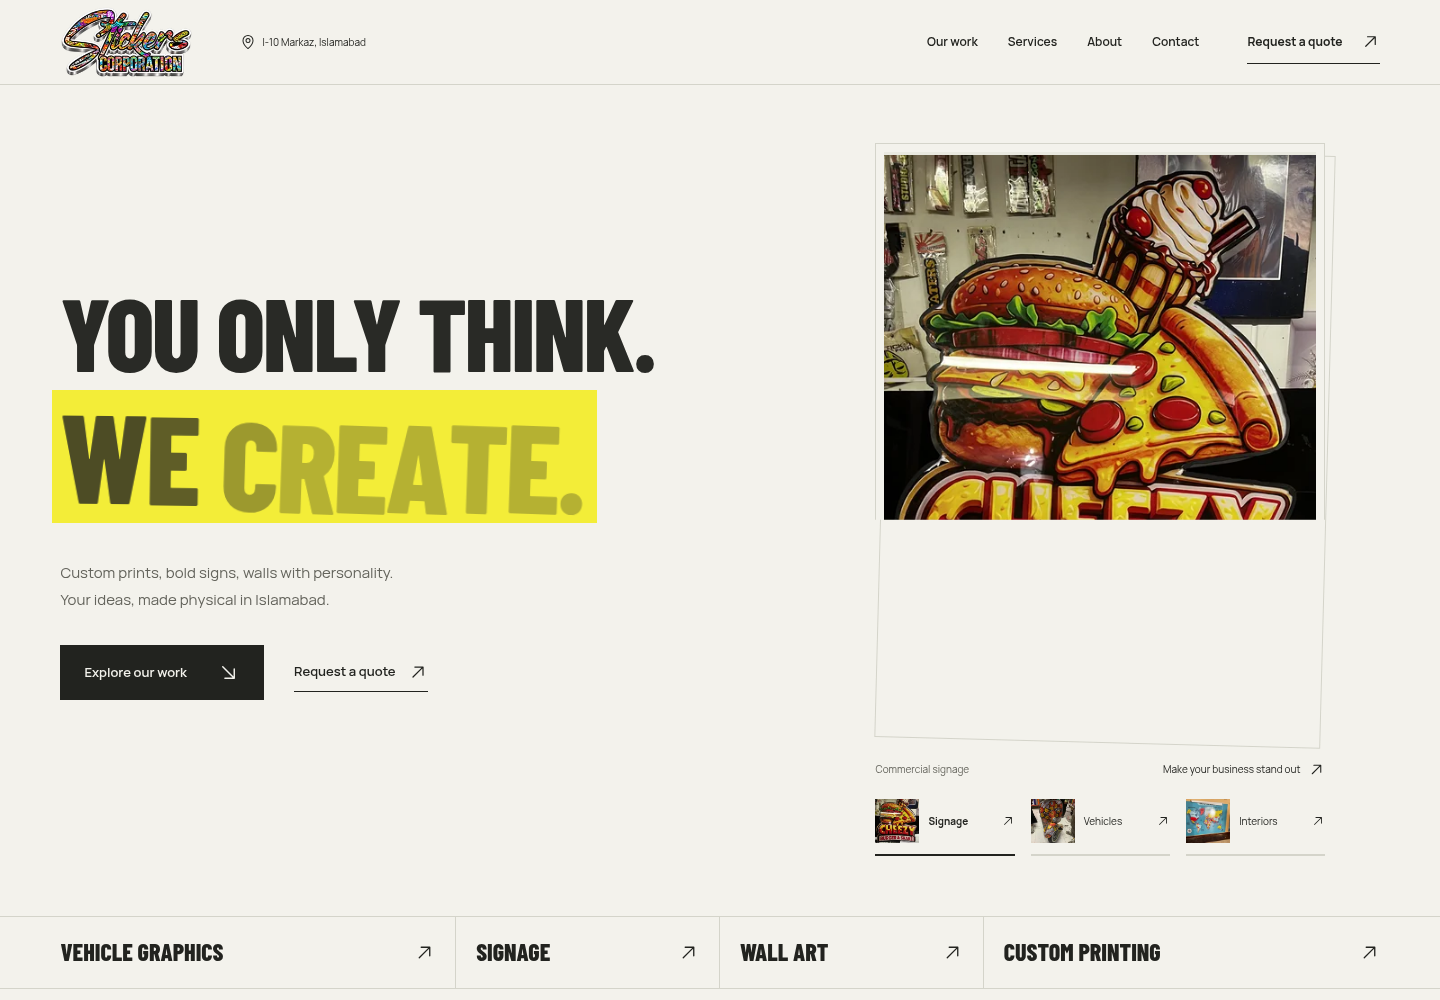 Stickers
CORPORATION
I-10 Markaz, Islamabad
Our work
Services
About
Contact
Request a quote
YOU ONLY THINK.
WE CREATE.
Custom prints, bold signs, walls with personality.
Your ideas, made physical in Islamabad.
Explore our work
Request a quote
CHEEZY
Commercial signage
Make your business stand out
Signage
Vehicles
Interiors
VEHICLE GRAPHICS
SIGNAGE
WALL ART
CUSTOM PRINTING